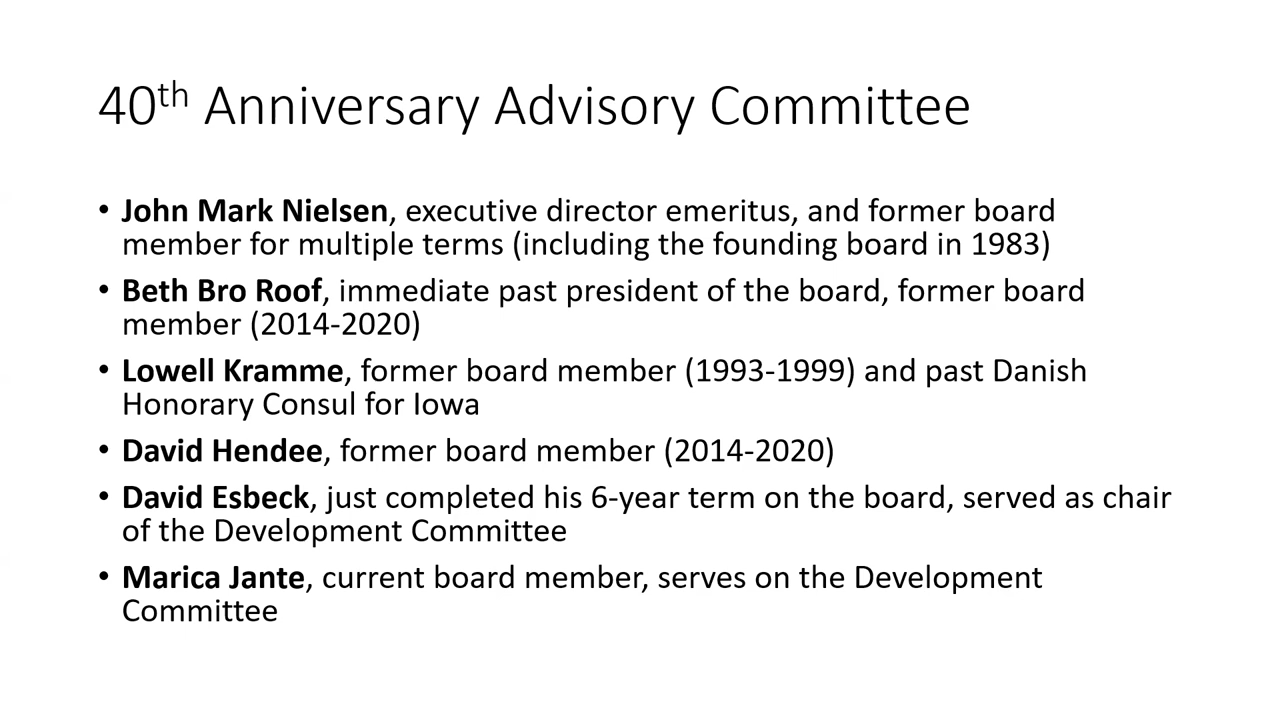 40th Anniversary Advisory Committee
• John Mark Nielsen, executive director emeritus, and former board
member for multiple terms (including the founding board in 1983)
• Beth Bro Roof, immediate past president of the board, former board
member (2014-2020)
• Lowell Kramme, former board member (1993-1999) and past Danish
Honorary Consul for Iowa
• David Hendee, former board member (2014-2020)
• David Esbeck, just completed his 6-year term on the board, served as chair
of the Development Committee
• Marica Jante, current board member, serves on the Development
Committee